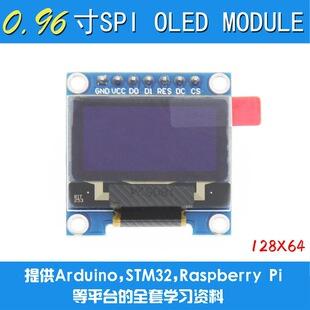 0.96寸SPI OLED MODULE
GND VCC D0 D1 RES DC CS
128X64
提供Arduino,STM32,Raspberry Pi
等平台的全套学习资料